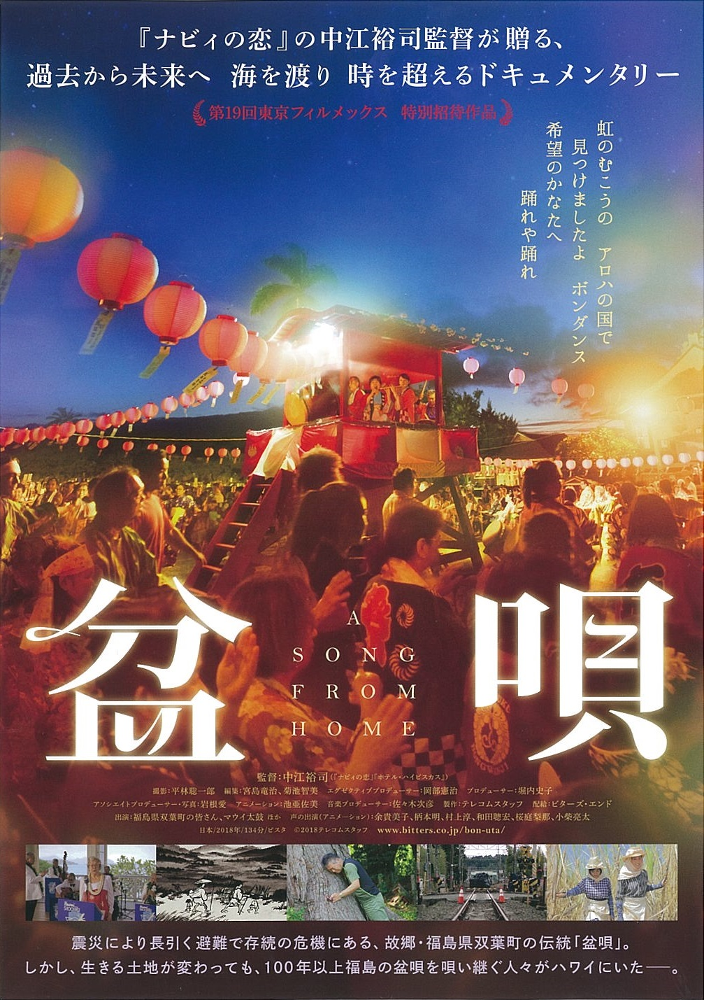 『ナビィの恋』の中江裕司監督が贈る、
過去から未来へ 海を渡り 時を超えるドキュメンタリー
第19回東京フィルメックス 特別招待作品
虹のむこうの アロハの国で
見つけましたよ ボンダンス
希望のかなたへ
踊れや踊れ
盆唄
A
SONG
FROM
HOME
監督：中江裕司（『ナビィの恋』『ホテル・ハイビスカス』）
撮影：平林聡一郎 編集：宮島竜治、菊池智美 エグゼクティブプロデューサー：岡部憲治 プロデューサー：堀内史子
アソシエイトプロデューサー・写真：岩根愛 アニメーション：池亜佐美 音楽プロデューサー：佐々木次彦 製作：テレコムスタッフ 配給：ビターズ・エンド
出演：福島県双葉町の皆さん、マウイ太鼓 ほか 声の出演（アニメーション）：余貴美子、柄本明、村上淳、和田聰宏、桜庭梨那、小柴亮太
日本/2018年/134分/ビスタ ©2018テレコムスタッフ www.bitters.co.jp/bon-uta/
震災により長引く避難で存続の危機にある、故郷・福島県双葉町の伝統「盆唄」。
しかし、生きる土地が変わっても、100年以上福島の盆唄を唄い継ぐ人々がハワイにいた──。